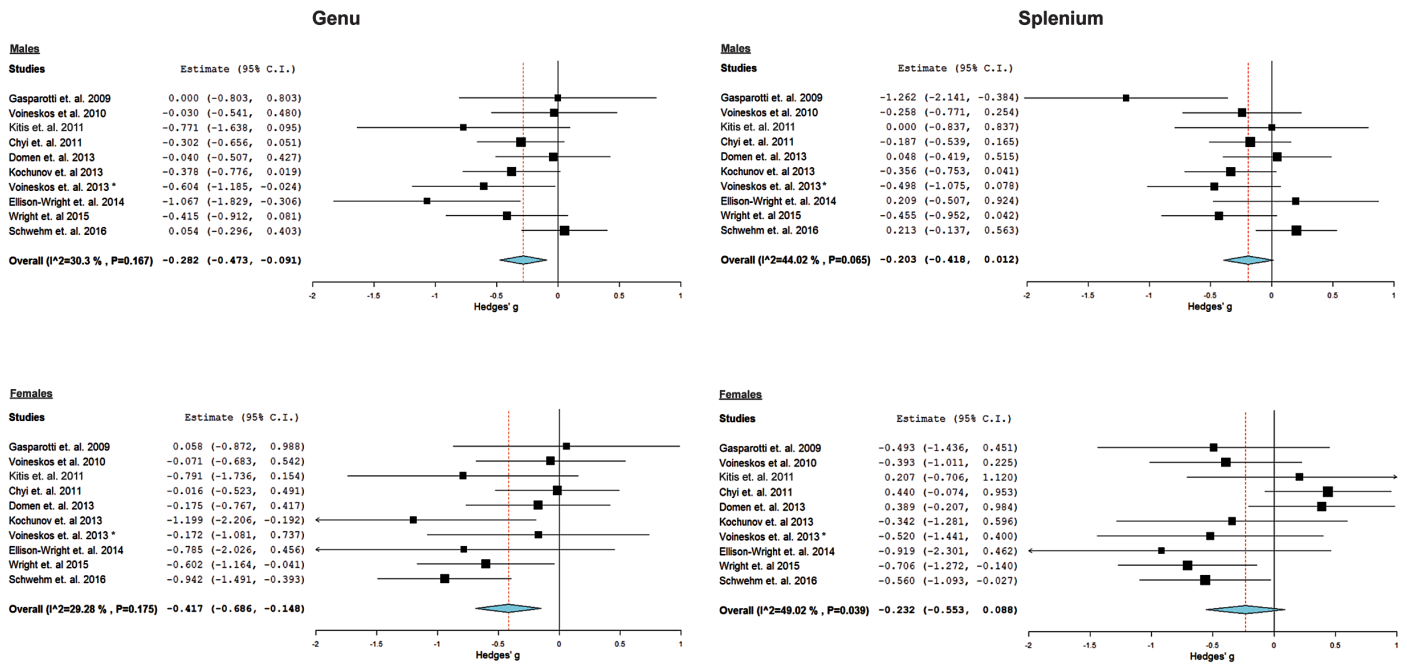 Genu
Males
Studies Estimate (95% C.I.)
Gasparotti et. al. 2009 0.000 (-0.803, 0.803)
Voineskos et al. 2010 -0.030 (-0.541, 0.480)
Kitis et al. 2011 -0.771 (-1.638, 0.095)
Chyi et al. 2011 -0.302 (-0.656, 0.051)
Domen et al. 2013 -0.040 (-0.507, 0.427)
Kochunov et al 2013 -0.378 (-0.776, 0.019)
Voineskos et al. 2013 * -0.604 (-1.185, -0.024)
Ellison-Wright et al. 2014 -1.067 (-1.829, -0.306)
Wright et. al 2015 -0.415 (-0.912, 0.081)
Schwehm et. al. 2016 0.054 (-0.296, 0.403)
Overall (I^2=30.3 % , P=0.167) -0.282 (-0.473, -0.091)
-2 -1.5 -1 -0.5 0 0.5 1
Hedges' g
Splenium
Males
Studies Estimate (95% C.I.)
Gasparotti et. al. 2009 -1.262 (-2.141, -0.384)
Voineskos et al. 2010 -0.258 (-0.771, 0.254)
Kitis et al. 2011 0.000 (-0.837, 0.837)
Chyi et al. 2011 -0.187 (-0.539, 0.165)
Domen et al. 2013 0.048 (-0.419, 0.515)
Kochunov et al 2013 -0.356 (-0.753, 0.041)
Voineskos et al. 2013 * -0.498 (-1.075, 0.078)
Ellison-Wright et al. 2014 0.209 (-0.507, 0.924)
Wright et. al 2015 -0.455 (-0.952, 0.042)
Schwehm et. al. 2016 0.213 (-0.137, 0.563)
Overall (I^2=44.02 % , P=0.065) -0.203 (-0.418, 0.012)
-2 -1.5 -1 -0.5 0 0.5 1
Hedges' g
Females
Studies Estimate (95% C.I.)
Gasparotti et. al. 2009 0.058 (-0.872, 0.988)
Voineskos et al. 2010 -0.071 (-0.683, 0.542)
Kitis et al. 2011 -0.791 (-1.736, 0.154)
Chyi et al. 2011 -0.016 (-0.523, 0.491)
Domen et al. 2013 -0.175 (-0.767, 0.417)
Kochunov et al 2013 -1.199 (-2.206, -0.192)
Voineskos et al. 2013 * -0.172 (-1.081, 0.737)
Ellison-Wright et al. 2014 -0.785 (-2.026, 0.456)
Wright et al 2015 -0.602 (-1.164, -0.041)
Schwehm et. al. 2016 -0.942 (-1.491, -0.393)
Overall (I^2=29.28 % , P=0.175) -0.417 (-0.686, -0.148)
-2 -1.5 -1 -0.5 0 0.5 1
Hedges' g
Females
Studies Estimate (95% C.I.)
Gasparotti et. al. 2009 -0.493 (-1.436, 0.451)
Voineskos et al. 2010 -0.393 (-1.011, 0.225)
Kitis et al. 2011 0.207 (-0.706, 1.120)
Chyi et al. 2011 0.440 (-0.074, 0.953)
Domen et al. 2013 0.389 (-0.207, 0.984)
Kochunov et al 2013 -0.342 (-1.281, 0.596)
Voineskos et al. 2013 * -0.520 (-1.441, 0.400)
Ellison-Wright et al. 2014 -0.919 (-2.301, 0.462)
Wright et. al 2015 -0.706 (-1.272, -0.140)
Schwehm et. al. 2016 -0.560 (-1.093, -0.027)
Overall (I^2=49.02 % , P=0.039) -0.232 (-0.553, 0.088)
-2 -1.5 -1 -0.5 0 0.5 1
Hedges' g